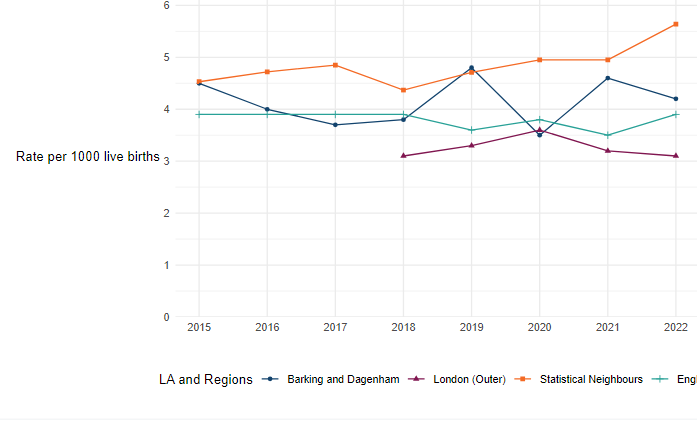 6
5
4
Rate per 1000 live births
3
2
1
0
2015 2016 2017 2018 2019 2020 2021 2022
LA and Regions Barking and Dagenham London (Outer) Statistical Neighbours Engl